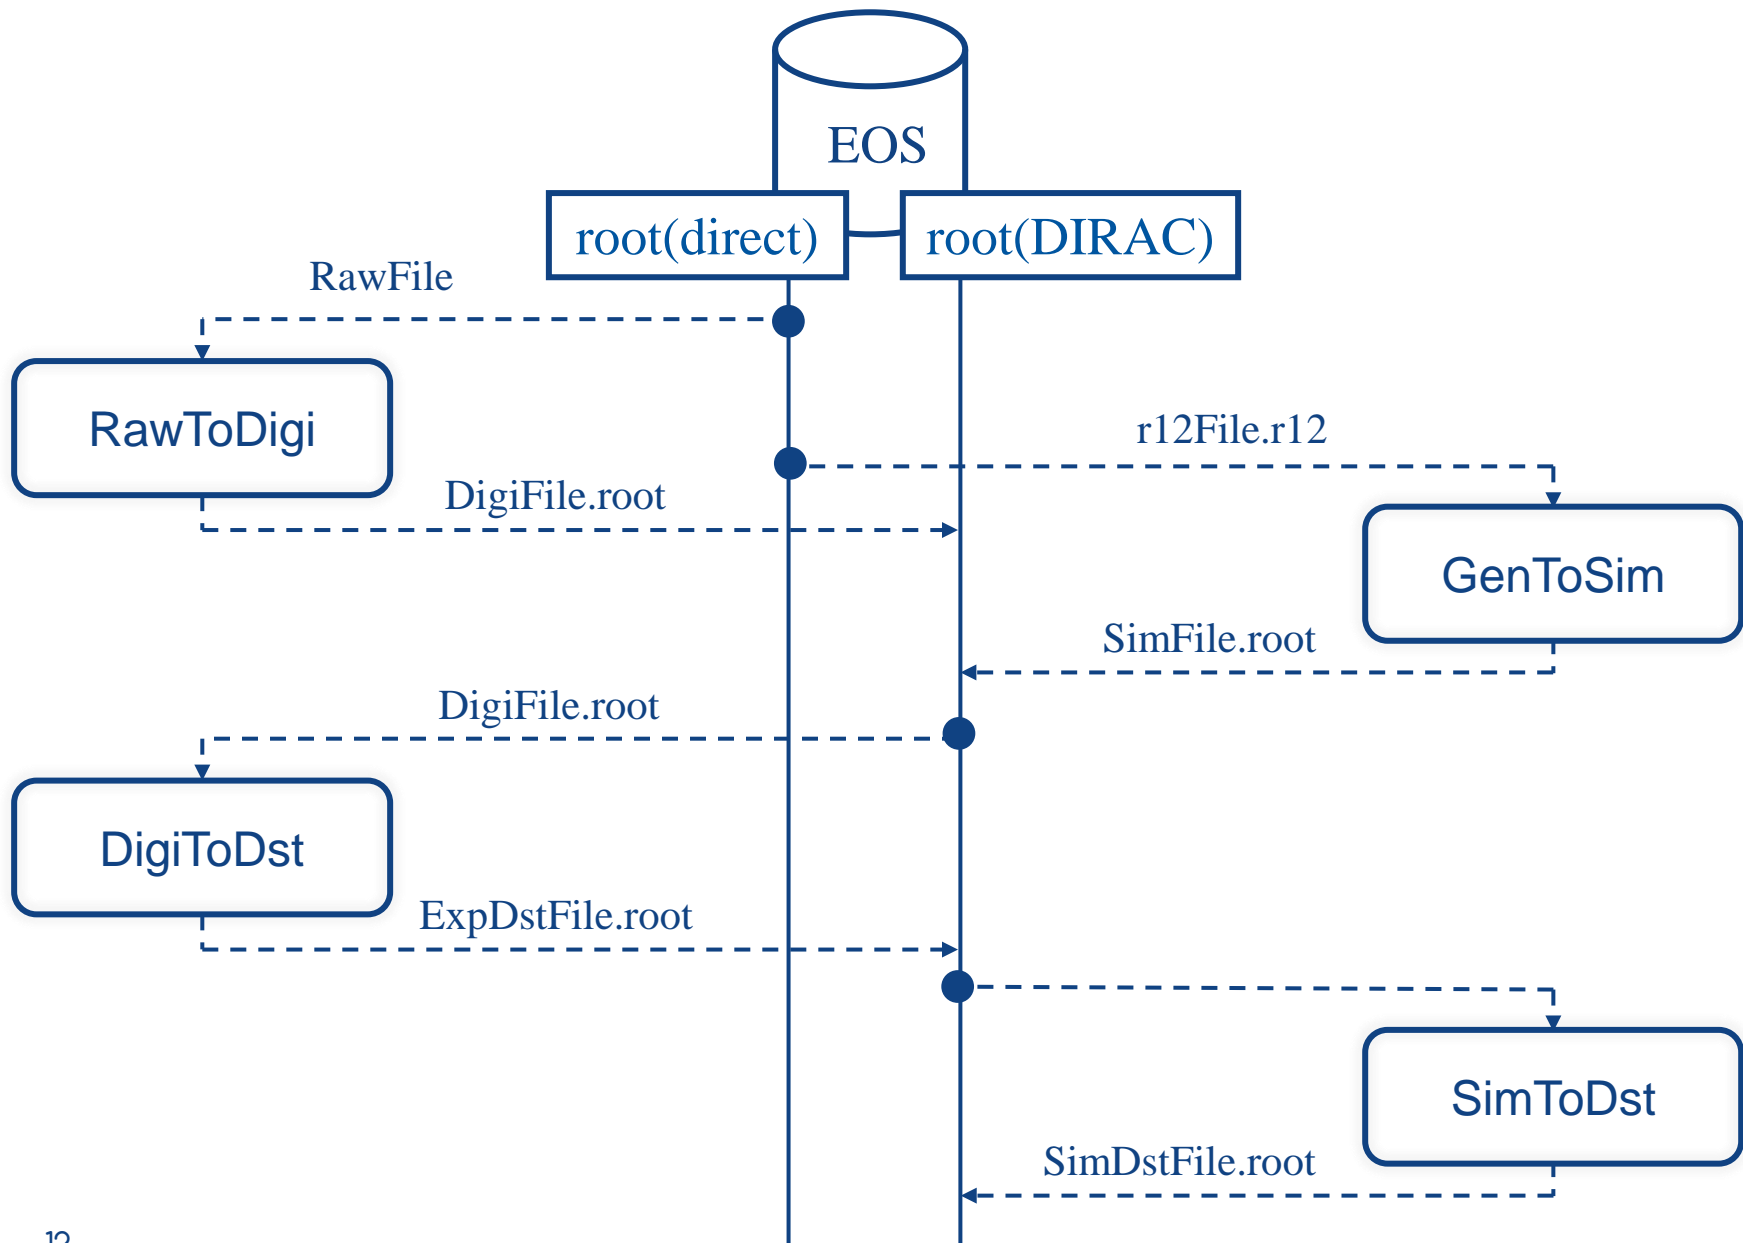 EOS
root(direct)
root(DIRAC)
RawFile
RawToDigi
r12File.r12
DigiFile.root
GenToSim
SimFile.root
DigiFile.root
DigiToDst
ExpDstFile.root
SimToDst
SimDstFile.root
12